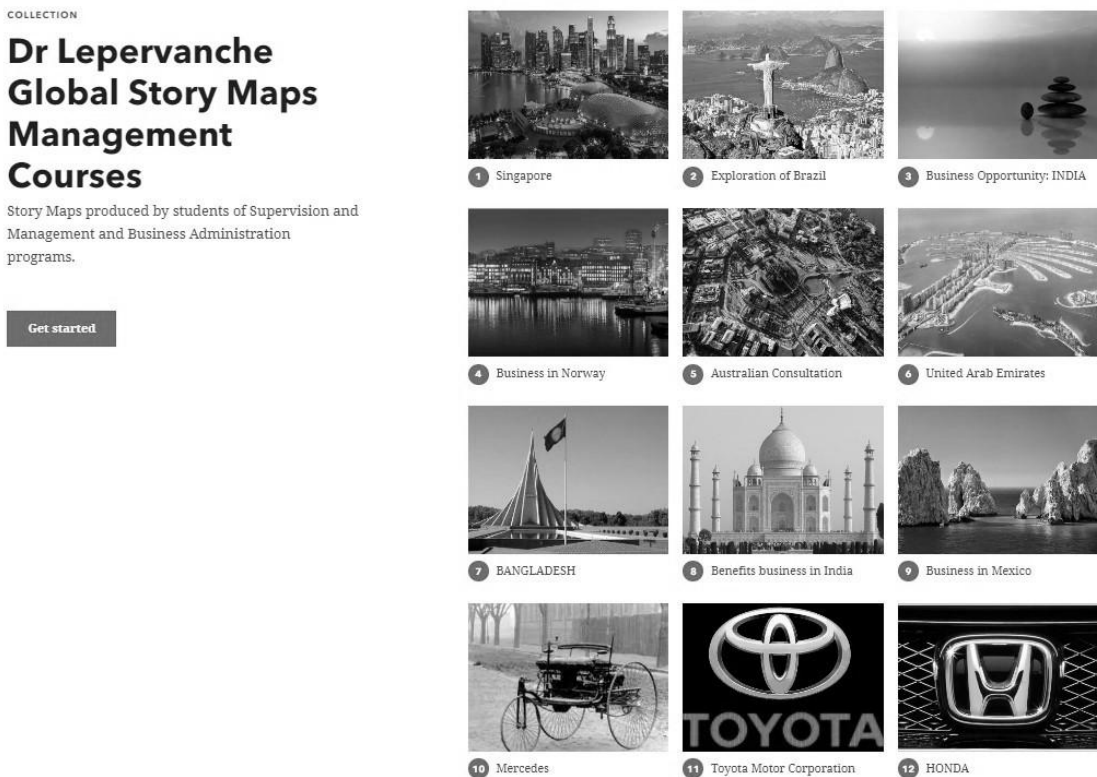 COLLECTION
Dr Lepervanche
Global Story Maps
Management
Courses
Story Maps produced by students of Supervision and
Management and Business Administration
programs.
Get started
1 Singapore
2 Exploration of Brazil
3 Business Opportunity: INDIA
4 Business in Norway
5 Australian Consultation
6 United Arab Emirates
7 BANGLADESH
8 Benefits business in India
9 Business in Mexico
TOYOTA
10 Mercedes
11 Toyota Motor Corporation
12 HONDA